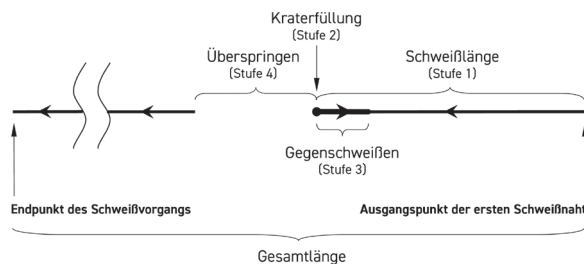 Kraterfüllung
(Stufe 2)
Überspringen
(Stufe 4)
Schweißlänge
(Stufe 1)
Gegenschweißen
(Stufe 3)
Endpunkt des Schweißvorgangs
Ausgangspunkt der ersten Schweißnaht
Gesamtlänge